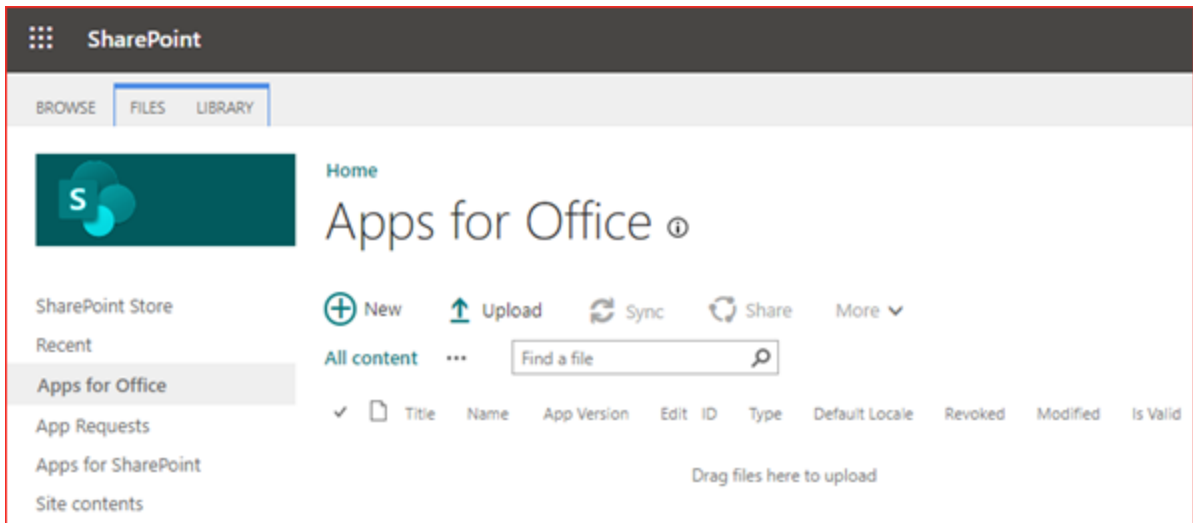 SharePoint
BROWSE FILES LIBRARY
S
Home
Apps for Office
SharePoint Store
Recent
Apps for Office
App Requests
Apps for SharePoint
Site contents
New Upload Sync Share More
All content ... Find a file
Title Name App Version Edit ID Type Default Locale Revoked Modified Is Valid
Drag files here to upload